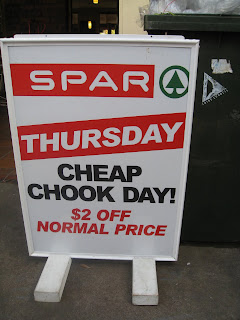 SPAR
THURSDAY
CHEAP
CHOOK DAY!
$2 OFF
NORMAL PRICE